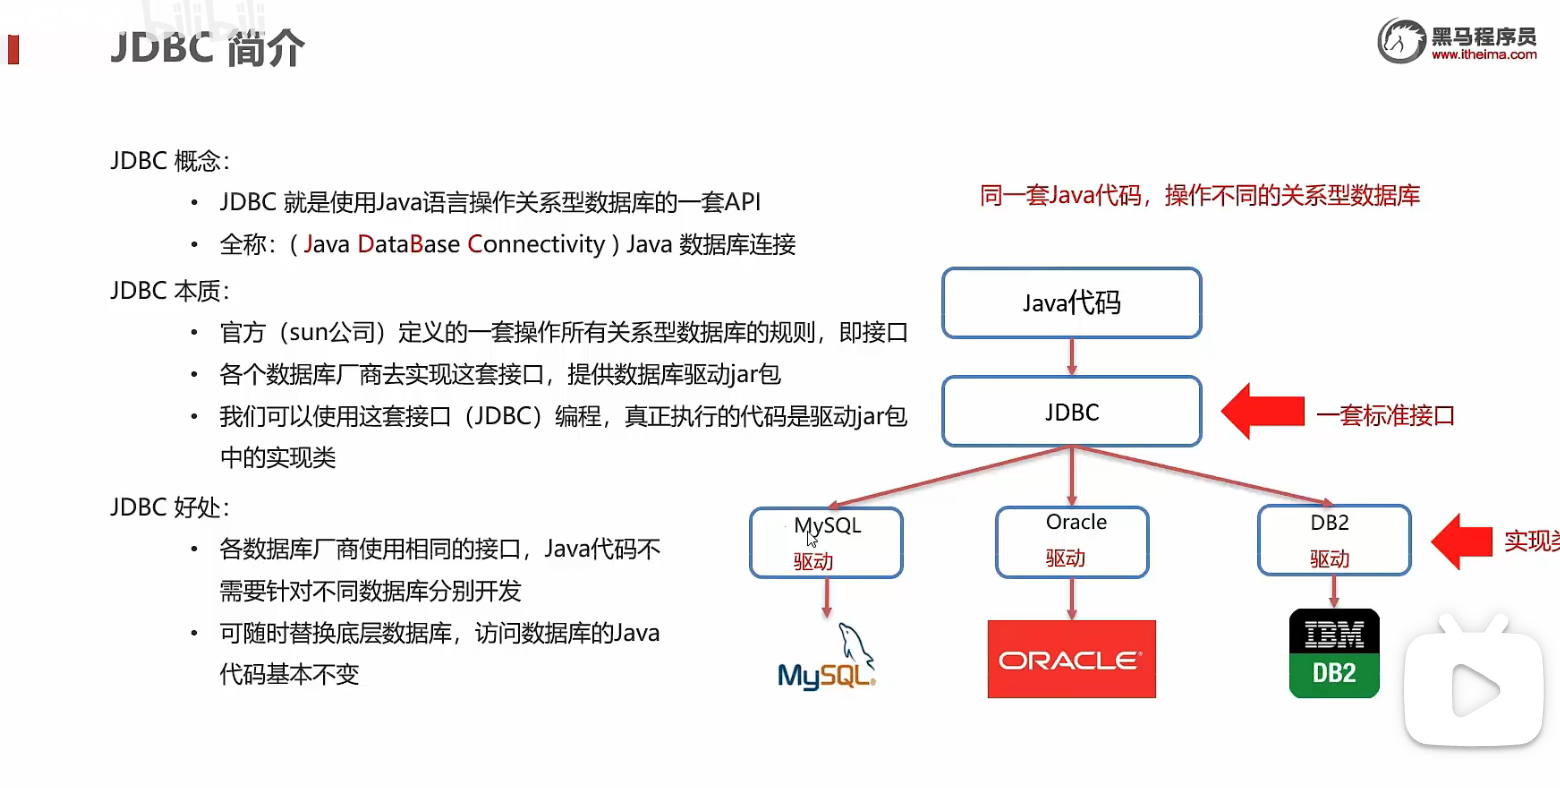 bilibili
JDBC 简介
黑马程序员
www.itheima.com
JDBC 概念：
• JDBC 就是使用Java语言操作关系型数据库的一套API
• 全称：( Java DataBase Connectivity ) Java 数据库连接
JDBC 本质：
• 官方（sun公司）定义的一套操作所有关系型数据库的规则，即接口
• 各个数据库厂商去实现这套接口，提供数据库驱动jar包
• 我们可以使用这套接口（JDBC）编程，真正执行的代码是驱动jar包
中的实现类
JDBC 好处：
• 各数据库厂商使用相同的接口，Java代码不
需要针对不同数据库分别开发
• 可随时替换底层数据库，访问数据库的Java
代码基本不变
同一套Java代码，操作不同的关系型数据库
Java代码
JDBC
一套标准接口
MySQL
驱动
Oracle
驱动
DB2
驱动
实现类
MySQL®
ORACLE®
IBM
DB2